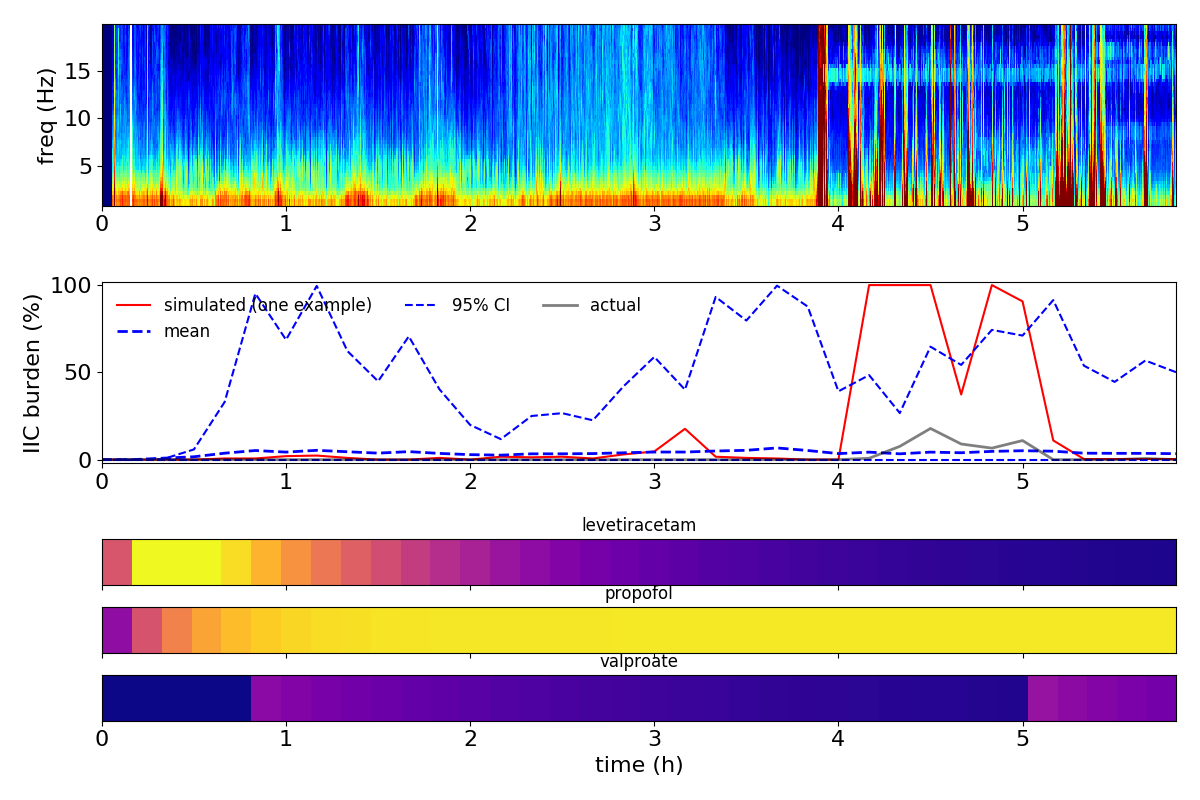 freq (Hz)
15
10
5
0 1 2 3 4 5
IIC burden (%)
100
50
0
simulated (one example)
mean
95% CI
actual
0 1 2 3 4 5
levetiracetam
propofol
valproate
0 1 2 3 4 5
time (h)